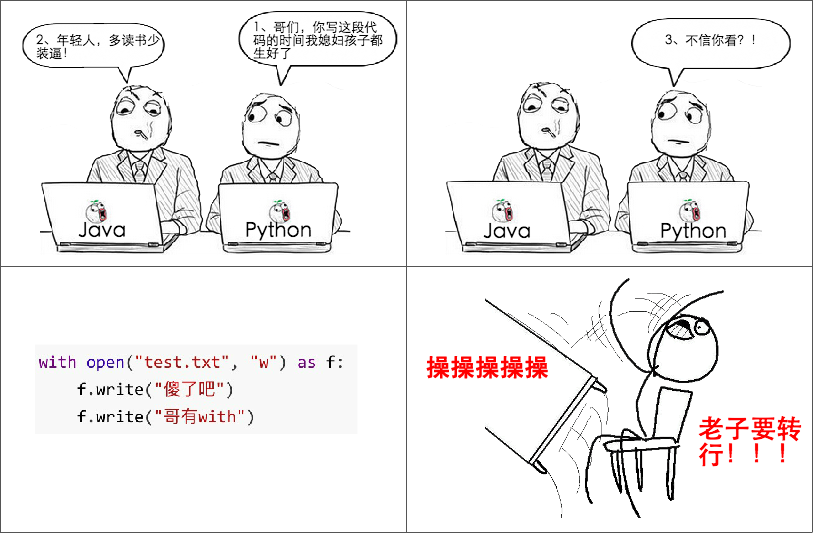 1、哥们，你写这段代
码的时间我媳妇孩子都
生好了
2、年轻人，多读书少
装逼！
Java
Python
3、不信你看？！
Java
Python
with open("test.txt", "w") as f:
    f.write("傻了吧")
    f.write("哥有with")
操操操操操
老子要转
行！！！